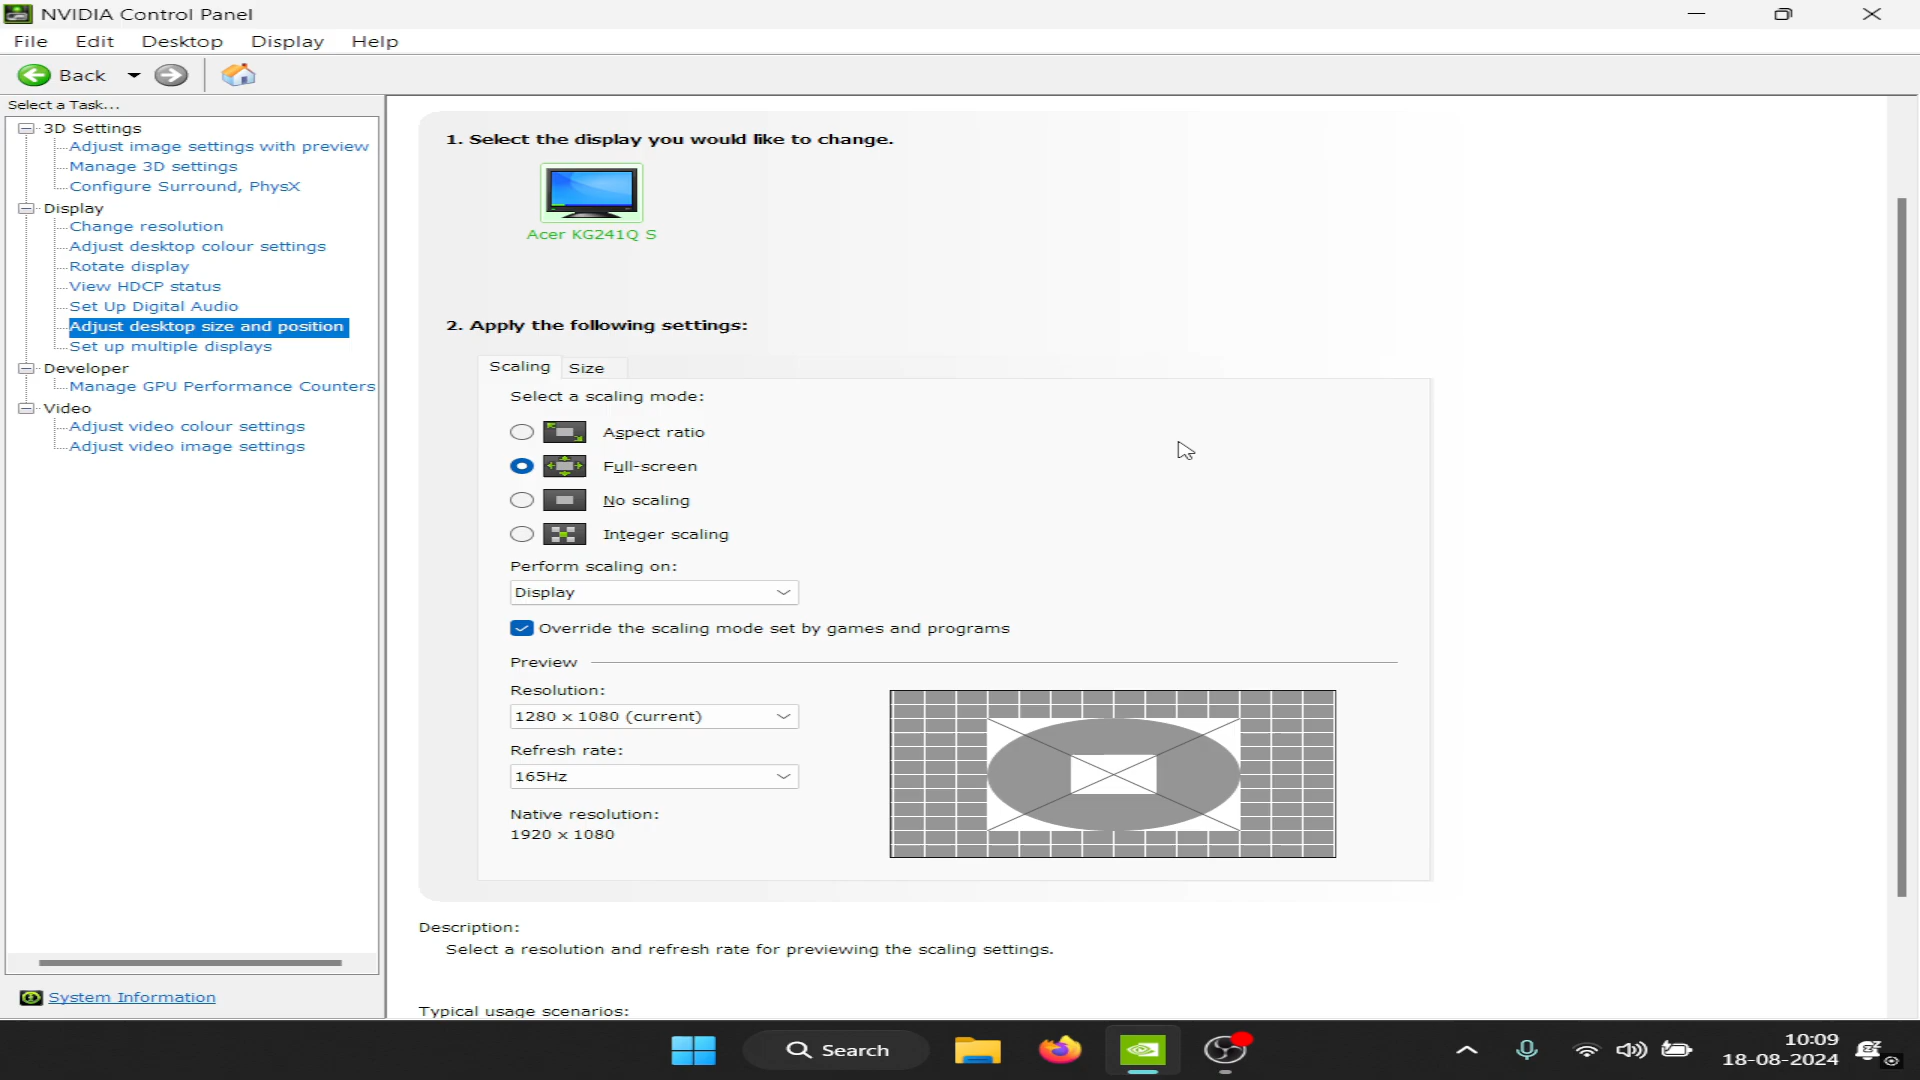 NVIDIA Control Panel
File Edit Desktop Display Help
Back
Select a Task...
3D Settings
Adjust image settings with preview
Manage 3D settings
Configure Surround, PhysX
Display
Change resolution
Adjust desktop colour settings
Rotate display
View HDCP status
Set Up Digital Audio
Adjust desktop size and position
Set up multiple displays
Developer
Manage GPU Performance Counters
Video
Adjust video colour settings
Adjust video image settings
System Information
1. Select the display you would like to change.
Acer KG241Q S
2. Apply the following settings:
Scaling Size
Select a scaling mode:
Aspect ratio
Full-screen
No scaling
Integer scaling
Perform scaling on:
Display
Override the scaling mode set by games and programs
Preview
Resolution:
1280 x 1080 (current)
Refresh rate:
165Hz
Native resolution:
1920 x 1080
Description:
Select a resolution and refresh rate for previewing the scaling settings.
Typical usage scenarios:
Search
10:09
18-08-2024